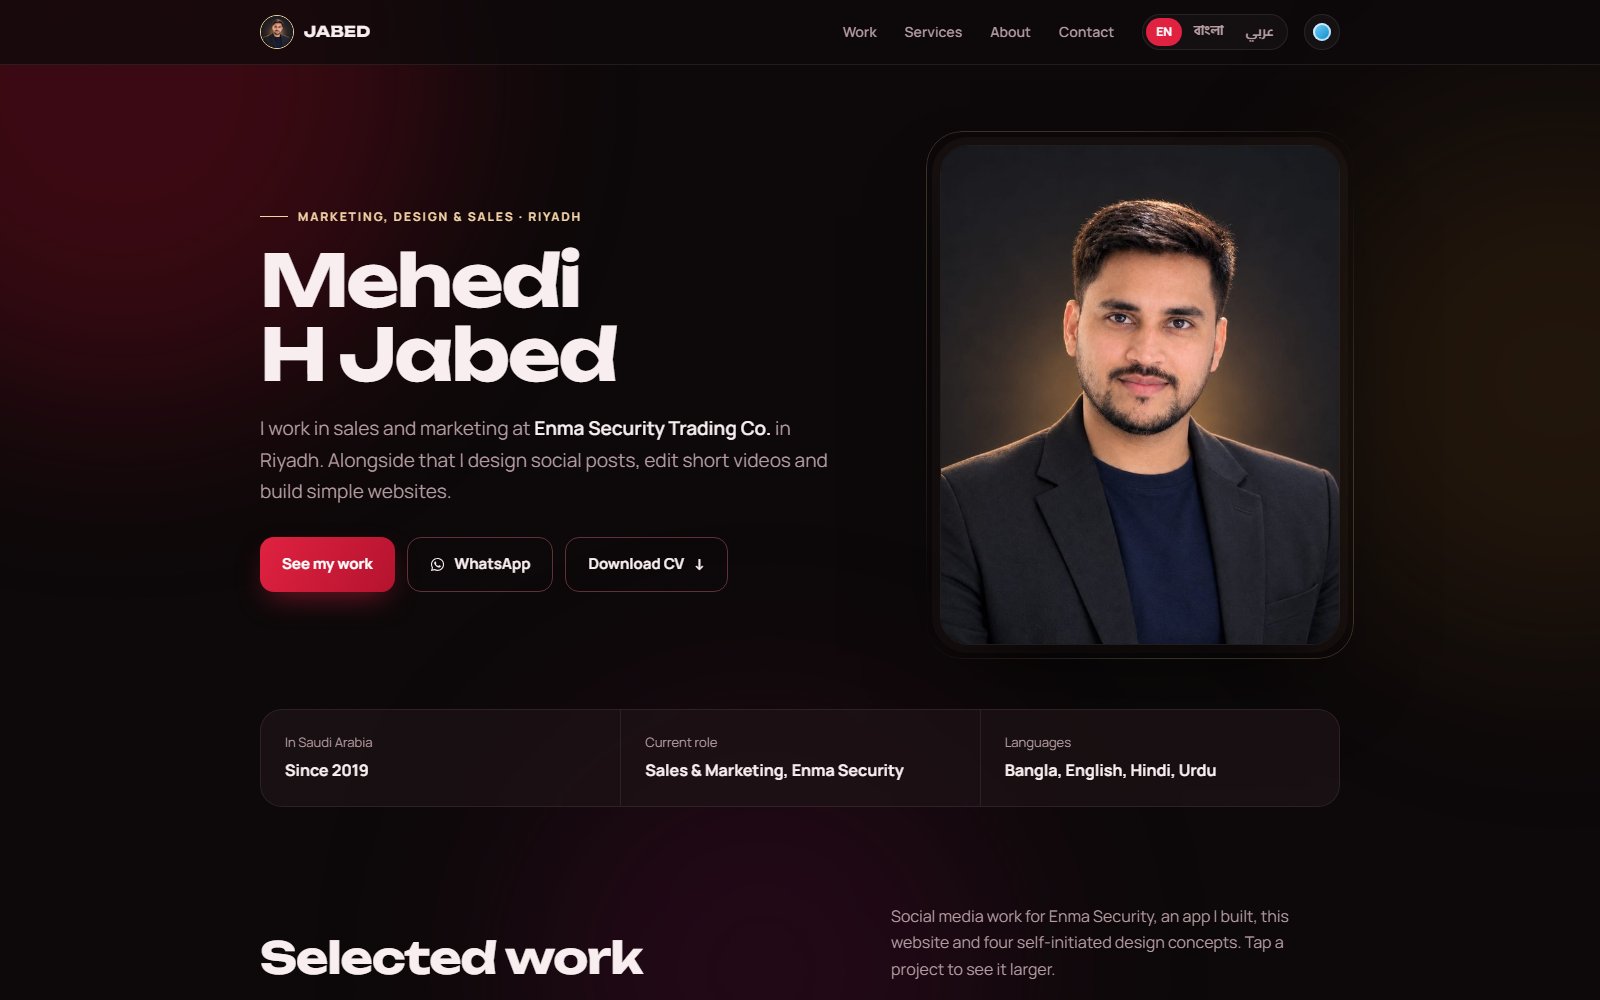 JABED
Work Services About Contact EN বাংলা عربي
MARKETING, DESIGN & SALES · RIYADH
Mehedi
H Jabed
I work in sales and marketing at Enma Security Trading Co. in
Riyadh. Alongside that I design social posts, edit short videos and
build simple websites.
See my work WhatsApp Download CV ↓
In Saudi Arabia
Since 2019
Current role
Sales & Marketing, Enma Security
Languages
Bangla, English, Hindi, Urdu
Selected work
Social media work for Enma Security, an app I built, this
website and four self-initiated design concepts. Tap a
project to see it larger.